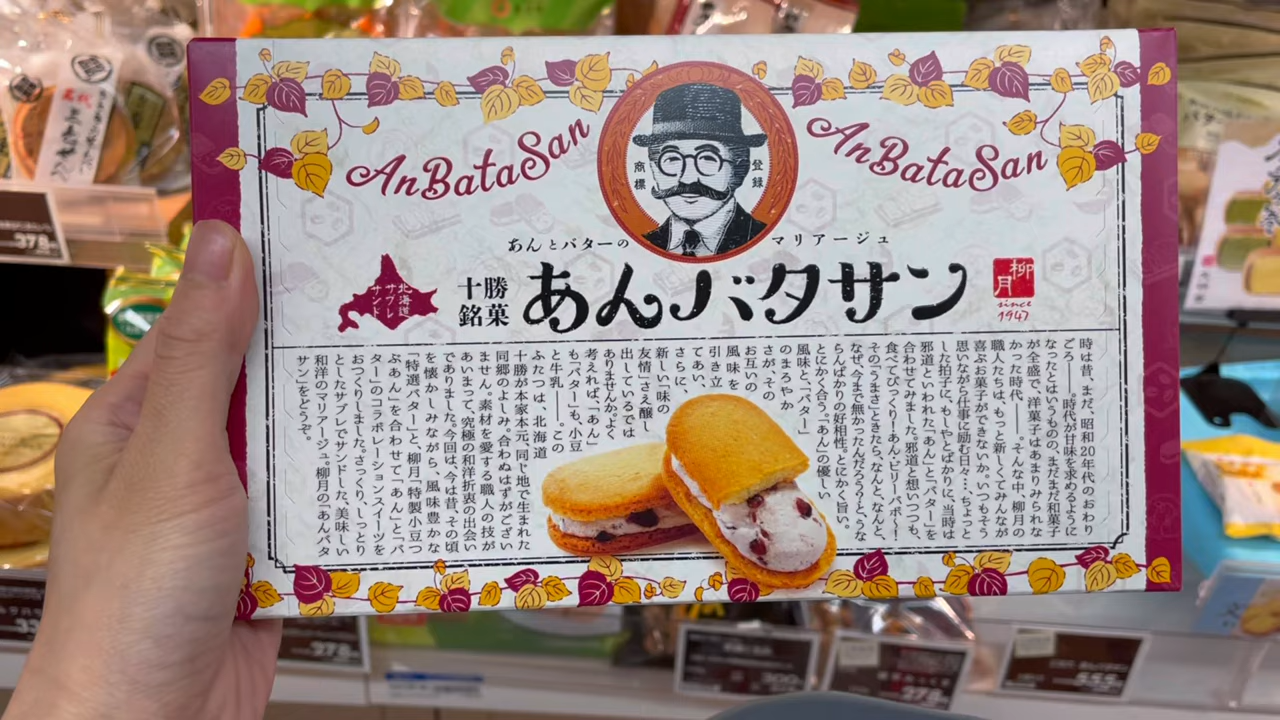 AnBataSan
商標
登録
AnBataSan
あんとバターの
マリアージュ
北海道
サブレ
サンド
十勝
銘菓
あんバタサン
柳月
since
1947
時は昔、まだ、昭和20年代のおわり
ごろ――。時代が甘味を求めるように
なったとはいうものの、まだまだ和菓子
が全盛で、洋菓子はあまりみられな
かった時代――。そんな中、柳月の
職人たちは、もっと新しくてみんなが
喜ぶお菓子ができないか。いつもそう
思いながら仕事に励む日々…ちょっと
した拍子に、もしやとばかりに、当時は
邪道といわれた「あん」と「バター」を
合わせてみました。邪道と想いつつも、
食べてびっくり!あん・ビリーバボ〜!
その「うまさ」ときたら、なんと、なんと、
なぜ、今まで無かったんだろう?と、うな
らんばかりの好相性。とにかく旨い。
とにかく合う。「あん」の優しい
風味と、「バター」
のまろやか
さが、その
お互いの
風味を
引き立
てあい、
さらに、
新しい「味の
友情」さえ醸し
出しているでは
ありませんか。よく
考えれば、「あん」
も「バター」も、小豆
と牛乳――。この
ふたつは、北海道
十勝が本家本元。同じ地で生まれた
同郷のよしみ。合わぬはずがござい
ません。素材を愛する職人の技が
あいまって、究極の和洋折衷の出会い
でありました。今回は、今は昔、その頃
を懐かしみながら、風味豊かな
「特選バター」と、柳月「特製小豆つ
ぶあん」を合わせて「あん」と「バ
ター」のコラボレーションスイーツを
おつくりしました。さっくり、しっとり
としたサブレでサンドした、美味しい
和洋のマリアージュ。柳月の「あんバタ
サン」をどうぞ。
378
378
300
278